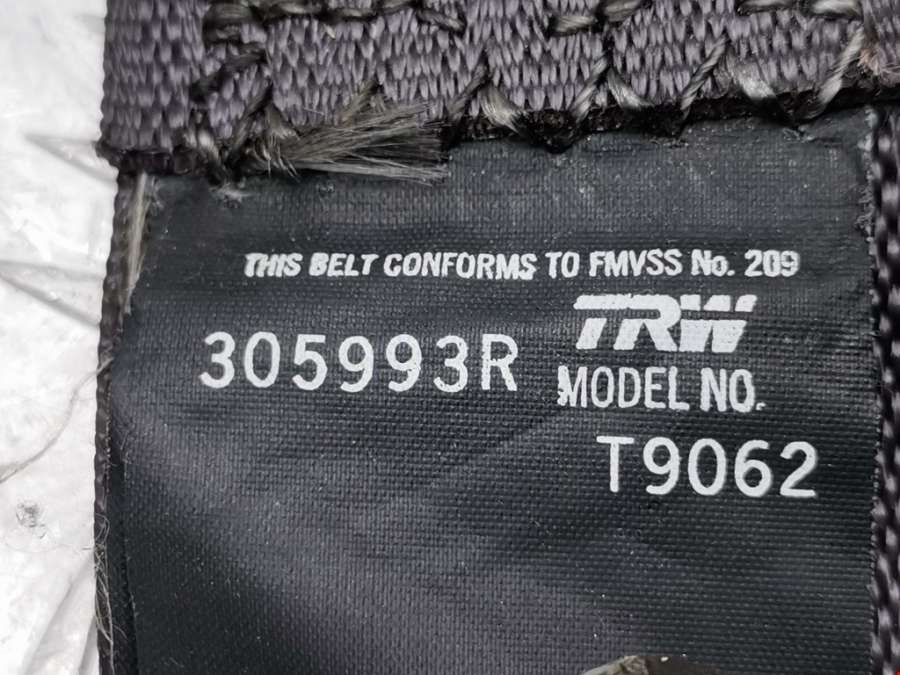 THIS BELT CONFORMS TO FMVSS No. 209
TRW
305993R
MODEL NO.
T9062